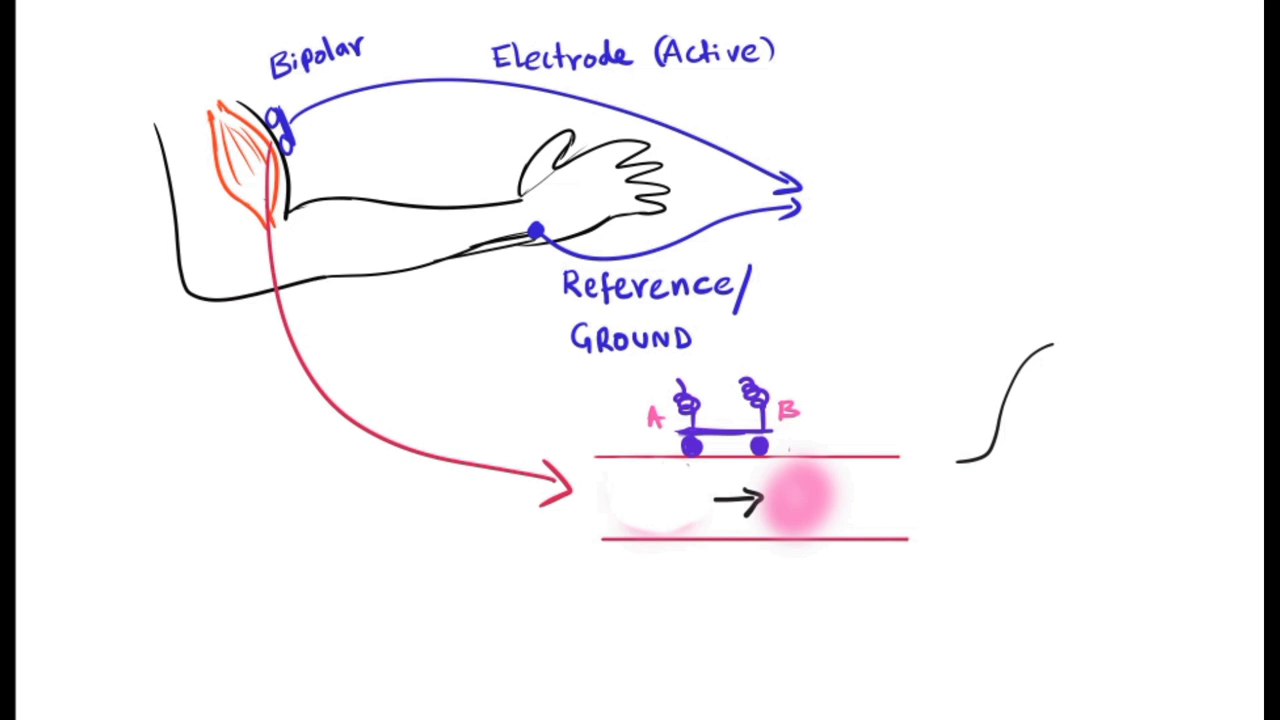 Bipolar
Electrode (Active)
Reference/
GROUND
A
B